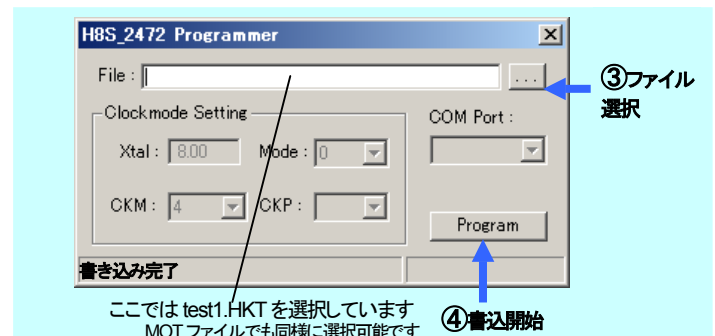 H8S_2472 Programmer
File :
...
③ファイル
選択
Clockmode Setting
COM Port :
Xtal : 8.00 Mode : 0
CKM : 4 CKP :
Program
書き込み完了
ここでは test1.HKT を選択しています
MOT ファイルでも同様に選択可能です
④書込開始